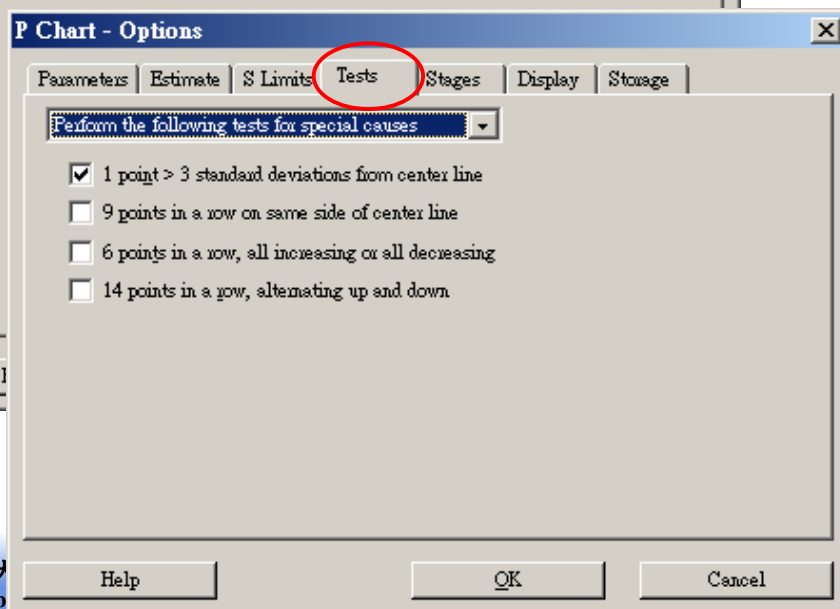 P Chart - Options
Parameters Estimate S Limits Tests Stages Display Storage
Perform the following tests for special causes
1 point > 3 standard deviations from center line
9 points in a row on same side of center line
6 points in a row, all increasing or all decreasing
14 points in a row, alternating up and down
Help OK Cancel